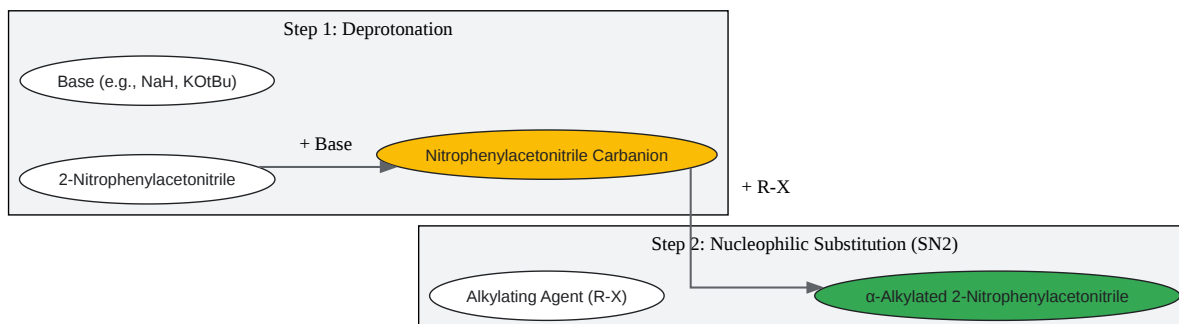 Step 1: Deprotonation
Base (e.g., NaH, KOtBu)
+ Base
Nitrophenylacetonitrile Carbanion
2-Nitrophenylacetonitrile
+ R-X
Step 2: Nucleophilic Substitution (SN2)
Alkylating Agent (R-X)
α-Alkylated 2-Nitrophenylacetonitrile